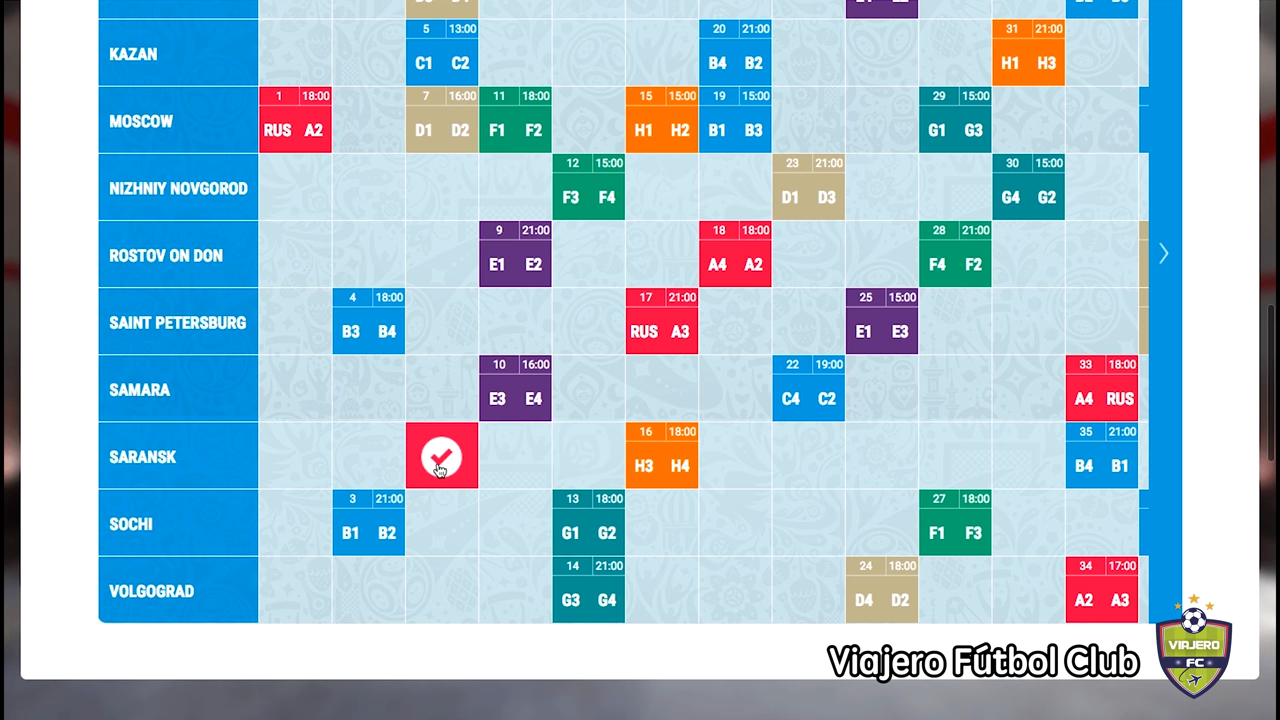 KAZAN
5 13:00 20 21:00 31 21:00
C1 C2 B4 B2 H1 H3
MOSCOW
1 18:00 7 16:00 11 18:00 15 15:00 19 15:00 29 15:00
RUS A2 D1 D2 F1 F2 H1 H2 B1 B3 G1 G3
NIZHNIY NOVGOROD
12 15:00 23 21:00 30 15:00
F3 F4 D1 D3 G4 G2
ROSTOV ON DON
9 21:00 18 18:00 28 21:00
E1 E2 A4 A2 F4 F2
SAINT PETERSBURG
4 18:00 17 21:00 25 15:00
B3 B4 RUS A3 E1 E3
SAMARA
10 16:00 22 19:00 33 18:00
E3 E4 C4 C2 A4 RUS
SARANSK
16 18:00 35 21:00
H3 H4 B4 B1
SOCHI
3 21:00 13 18:00 27 18:00
B1 B2 G1 G2 F1 F3
VOLGOGRAD
14 21:00 24 18:00 34 17:00
G3 G4 D4 D2 A2 A3
Viajero Fútbol Club
VIAJERO
FC